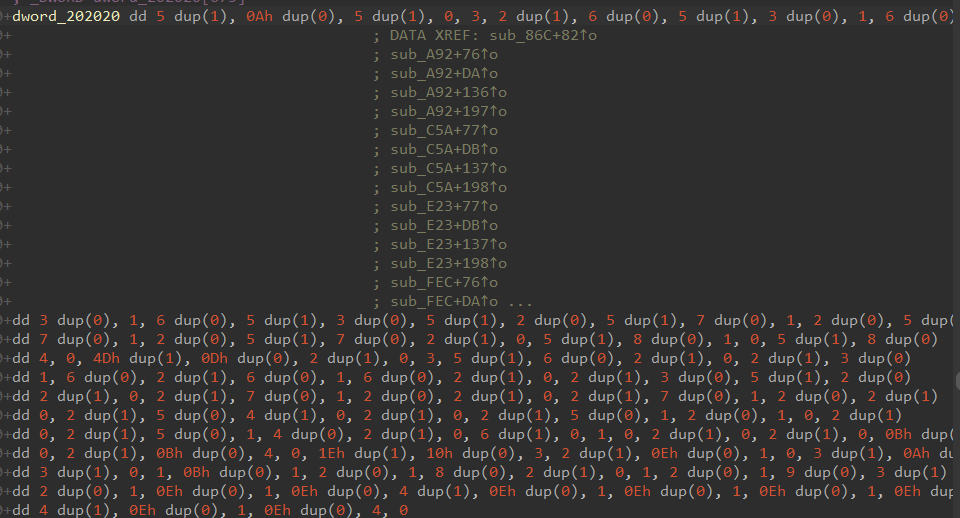 dword_202020 dd 5 dup(1), 0Ah dup(0), 5 dup(1), 0, 3, 2 dup(1), 6 dup(0), 5 dup(1), 3 dup(0), 1, 6 dup(0)
0+ ; DATA XREF: sub_86C+82↑o
0+ ; sub_A92+76↑o
0+ ; sub_A92+DA↑o
0+ ; sub_A92+136↑o
0+ ; sub_A92+197↑o
0+ ; sub_C5A+77↑o
0+ ; sub_C5A+DB↑o
0+ ; sub_C5A+137↑o
0+ ; sub_C5A+198↑o
0+ ; sub_E23+77↑o
0+ ; sub_E23+DB↑o
0+ ; sub_E23+137↑o
0+ ; sub_E23+198↑o
0+ ; sub_FEC+76↑o
0+ ; sub_FEC+DA↑o ...
0+dd 3 dup(0), 1, 6 dup(0), 5 dup(1), 3 dup(0), 5 dup(1), 2 dup(0), 5 dup(1), 7 dup(0), 1, 2 dup(0), 5 dup(
0+dd 7 dup(0), 1, 2 dup(0), 5 dup(1), 7 dup(0), 2 dup(1), 0, 5 dup(1), 8 dup(0), 1, 0, 5 dup(1), 8 dup(0)
0+dd 4, 0, 4Dh dup(1), 0Dh dup(0), 2 dup(1), 0, 3, 5 dup(1), 6 dup(0), 2 dup(1), 0, 2 dup(1), 3 dup(0)
0+dd 1, 6 dup(0), 2 dup(1), 6 dup(0), 1, 6 dup(0), 2 dup(1), 0, 2 dup(1), 3 dup(0), 5 dup(1), 2 dup(0)
0+dd 2 dup(1), 0, 2 dup(1), 7 dup(0), 1, 2 dup(0), 2 dup(1), 0, 2 dup(1), 7 dup(0), 1, 2 dup(0), 2 dup(1)
0+dd 0, 2 dup(1), 5 dup(0), 4 dup(1), 0, 2 dup(1), 0, 2 dup(1), 5 dup(0), 1, 2 dup(0), 1, 0, 2 dup(1)
0+dd 0, 2 dup(1), 5 dup(0), 1, 4 dup(0), 2 dup(1), 0, 6 dup(1), 0, 1, 0, 2 dup(1), 0, 2 dup(1), 0, 0Bh dup(
0+dd 0, 2 dup(1), 0Bh dup(0), 4, 0, 1Eh dup(1), 10h dup(0), 3, 2 dup(1), 0Eh dup(0), 1, 0, 3 dup(1), 0Ah du
0+dd 3 dup(1), 0, 1, 0Bh dup(0), 1, 2 dup(0), 1, 8 dup(0), 2 dup(1), 0, 1, 2 dup(0), 1, 9 dup(0), 3 dup(1)
0+dd 2 dup(0), 1, 0Eh dup(0), 1, 0Eh dup(0), 4 dup(1), 0Eh dup(0), 1, 0Eh dup(0), 1, 0Eh dup(0), 1, 0Eh dup
0+dd 4 dup(1), 0Eh dup(0), 1, 0Eh dup(0), 4, 0